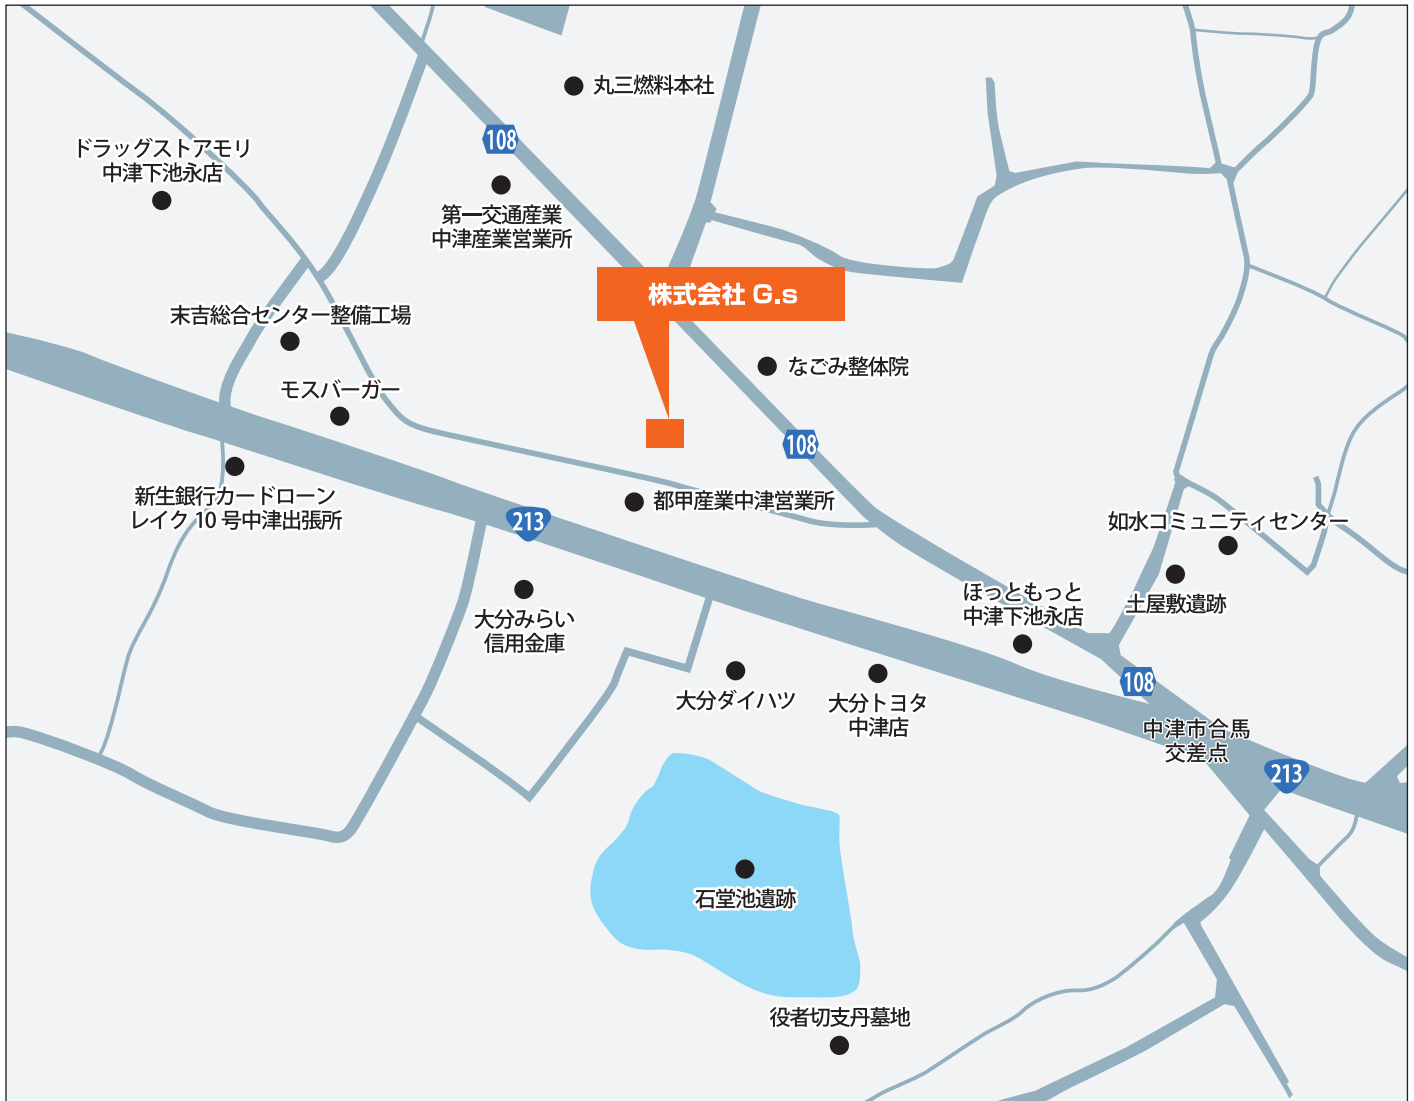 丸三燃料本社
108
ドラッグストアモリ
中津下池永店
第一交通産業
中津産業営業所
株式会社 G.s
末吉総合センター整備工場
なごみ整体院
モスバーガー
108
新生銀行カードローン
レイク 10 号中津出張所
都甲産業中津営業所
213
如水コミュニティセンター
大分みらい
信用金庫
ほっともっと
中津下池永店
土屋敷遺跡
大分ダイハツ
大分トヨタ
中津店
108
中津市合馬
交差点
213
石堂池遺跡
役者切支丹墓地